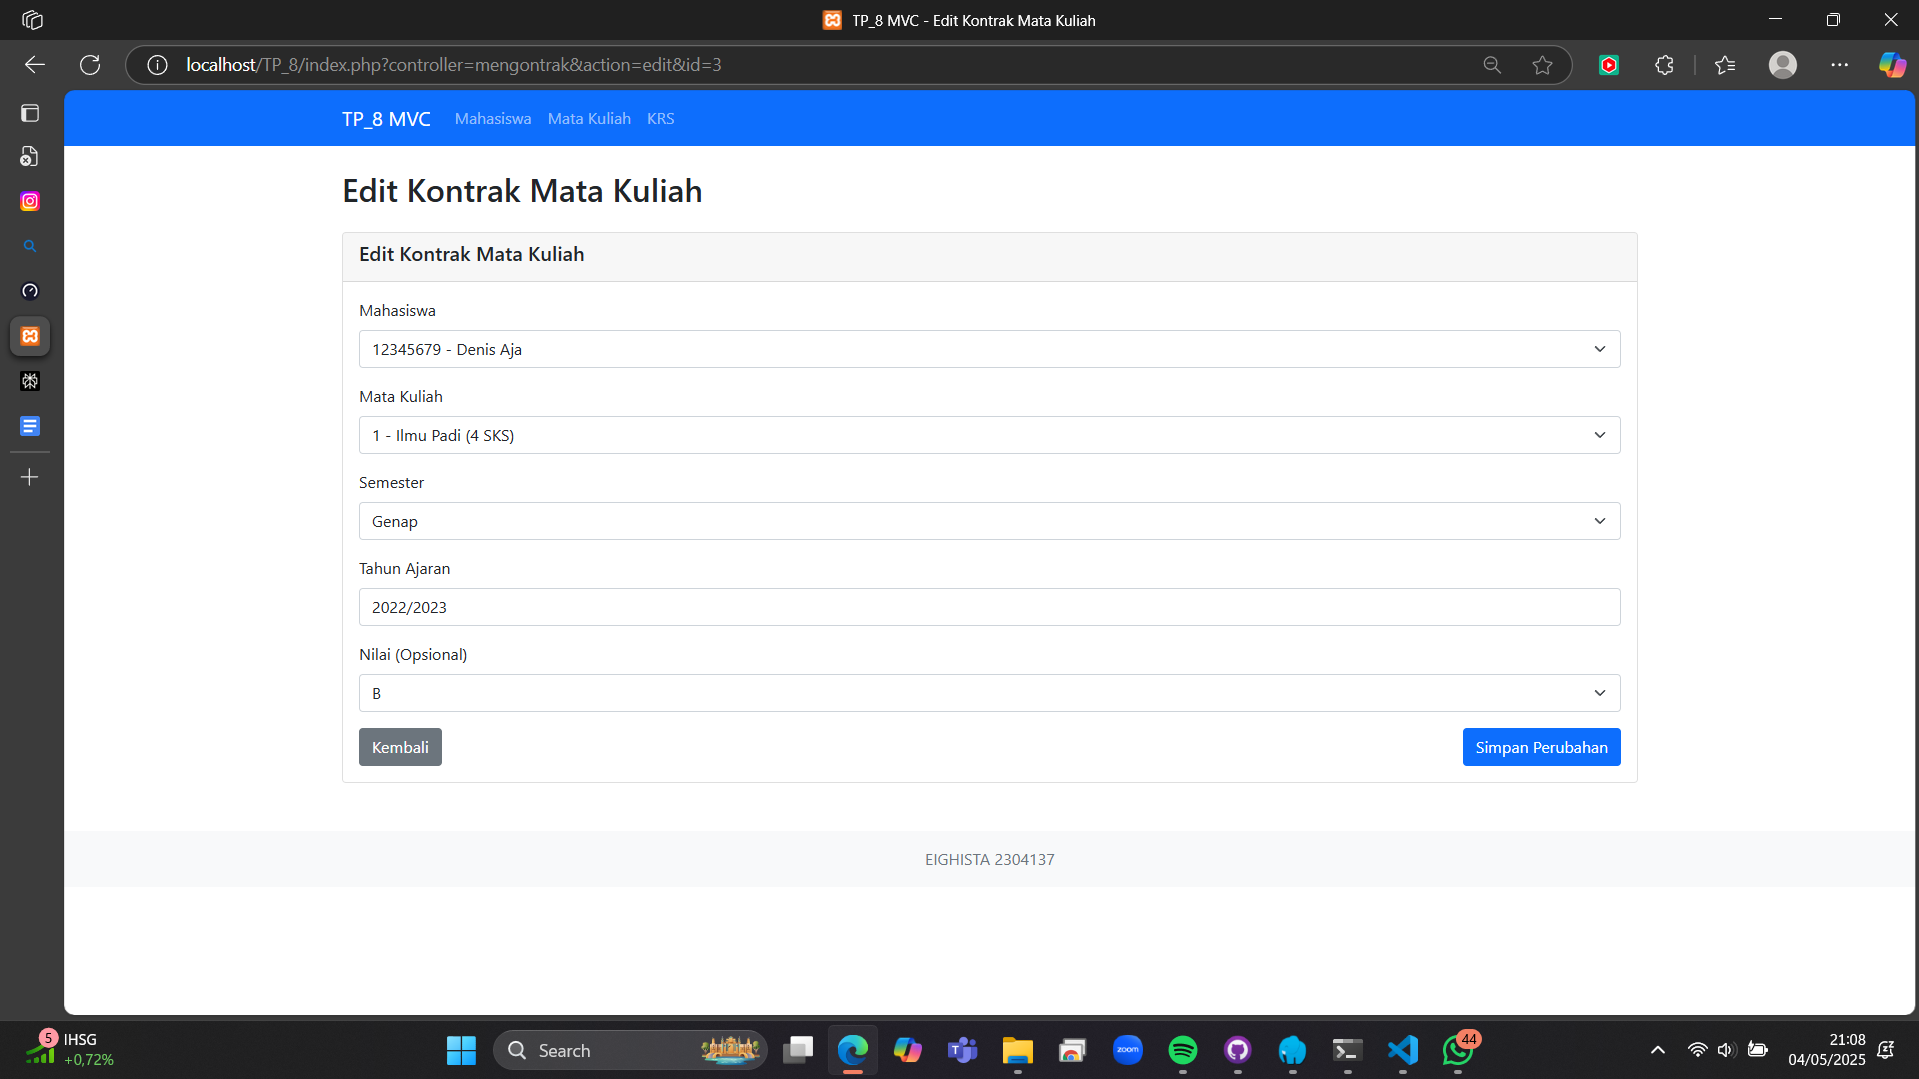 TP_8 MVC - Edit Kontrak Mata Kuliah
localhost/TP_8/index.php?controller=mengontrak&action=edit&id=3
TP_8 MVC Mahasiswa Mata Kuliah KRS
Edit Kontrak Mata Kuliah
Edit Kontrak Mata Kuliah
Mahasiswa
12345679 - Denis Aja
Mata Kuliah
1 - Ilmu Padi (4 SKS)
Semester
Genap
Tahun Ajaran
2022/2023
Nilai (Opsional)
B
Kembali Simpan Perubahan
EIGHISTA 2304137
5 IHSG
+0,72%
Search
zoom
44
21:08
04/05/2025